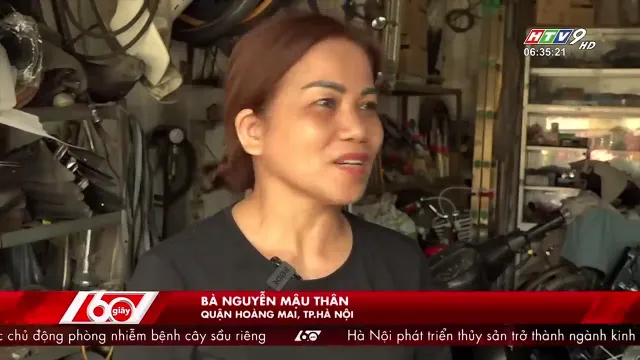 HTV9 HD
06:35:21
BÀ NGUYỄN MẬU THÂN
60 giây
QUẬN HOÀNG MAI, TP.HÀ NỘI
c chủ động phòng nhiễm bệnh cây sầu riêng
60 giây
Hà Nội phát triển thủy sản trở thành ngành kinh